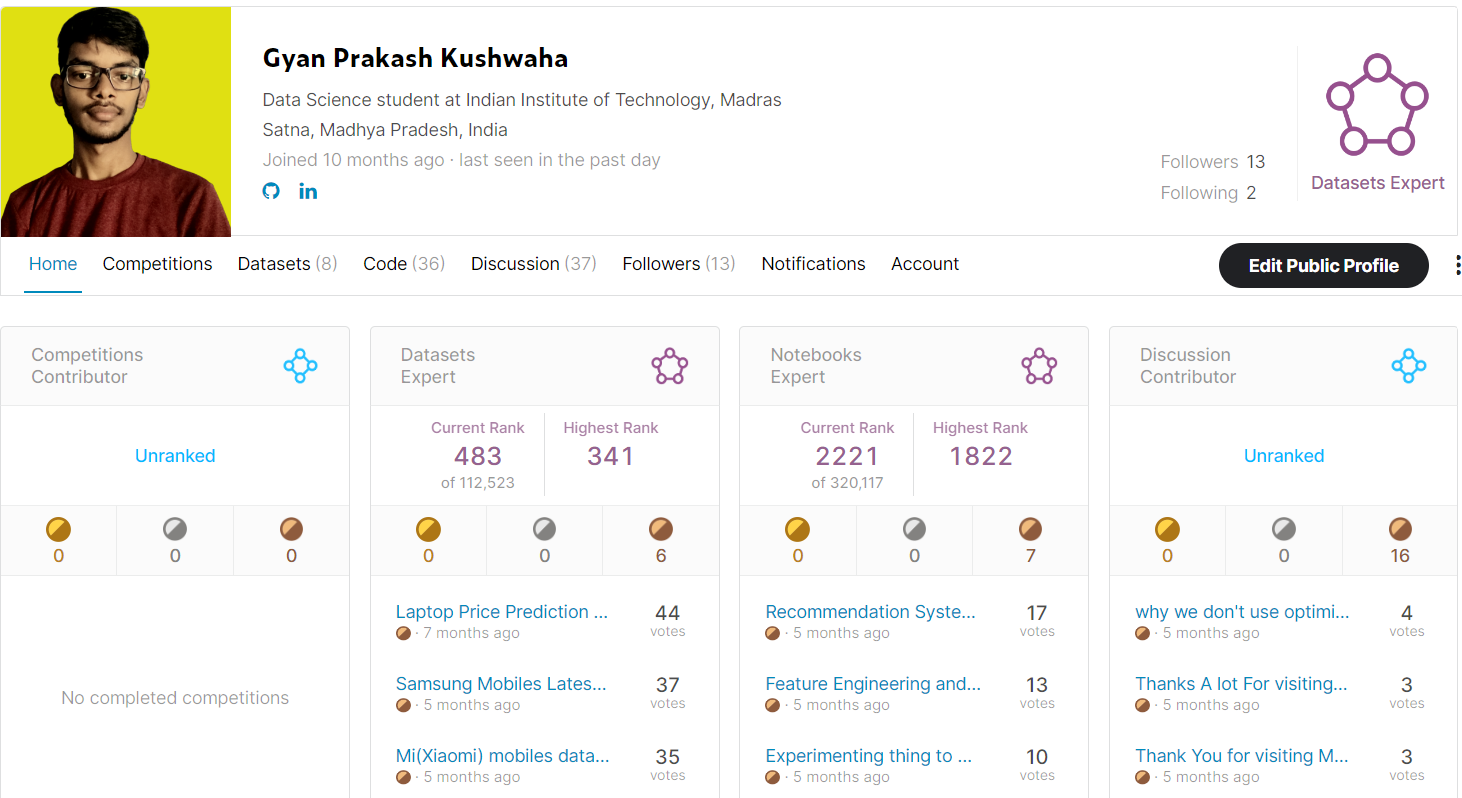 Gyan Prakash Kushwaha
Data Science student at Indian Institute of Technology, Madras
Satna, Madhya Pradesh, India
Joined 10 months ago · last seen in the past day
in
Followers 13
Following 2
Datasets Expert
Home Competitions Datasets (8) Code (36) Discussion (37) Followers (13) Notifications Account
Edit Public Profile
Competitions
Contributor
Unranked
0 0 0
No completed competitions
Datasets
Expert
Current Rank Highest Rank
483 341
of 112,523
0 0 6
Laptop Price Prediction ... 44
· 7 months ago votes
Samsung Mobiles Lates... 37
· 5 months ago votes
Mi(Xiaomi) mobiles data... 35
· 5 months ago votes
Notebooks
Expert
Current Rank Highest Rank
2221 1822
of 320,117
0 0 7
Recommendation Syste... 17
· 5 months ago votes
Feature Engineering and... 13
· 5 months ago votes
Experimenting thing to ... 10
· 5 months ago votes
Discussion
Contributor
Unranked
0 0 16
why we don't use optimi... 4
· 5 months ago votes
Thanks A lot For visiting... 3
· 5 months ago votes
Thank You for visiting M... 3
· 5 months ago votes